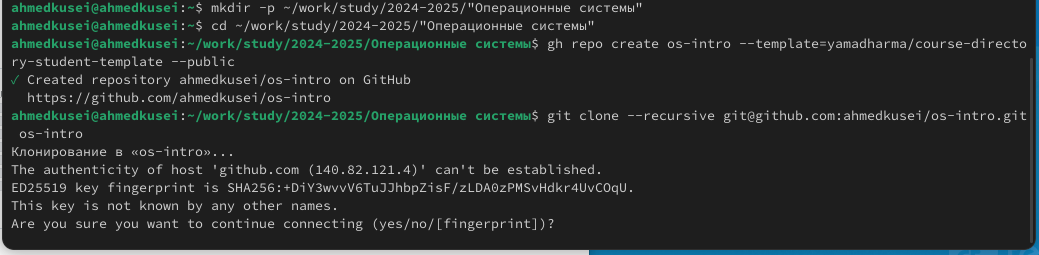 ahmedkusei@ahmedkusei:~$ mkdir -p ~/work/study/2024-2025/"Операционные системы"
ahmedkusei@ahmedkusei:~$ cd ~/work/study/2024-2025/"Операционные системы"
ahmedkusei@ahmedkusei:~/work/study/2024-2025/Операционные системы$ gh repo create os-intro --template=yamadharma/course-directo
ry-student-template --public
✓ Created repository ahmedkusei/os-intro on GitHub
  https://github.com/ahmedkusei/os-intro
ahmedkusei@ahmedkusei:~/work/study/2024-2025/Операционные системы$ git clone --recursive git@github.com:ahmedkusei/os-intro.git
 os-intro
Клонирование в «os-intro»...
The authenticity of host 'github.com (140.82.121.4)' can't be established.
ED25519 key fingerprint is SHA256:+DiY3wvvV6TuJJhbpZisF/zLDA0zPMSvHdkr4UvCOqU.
This key is not known by any other names.
Are you sure you want to continue connecting (yes/no/[fingerprint])?